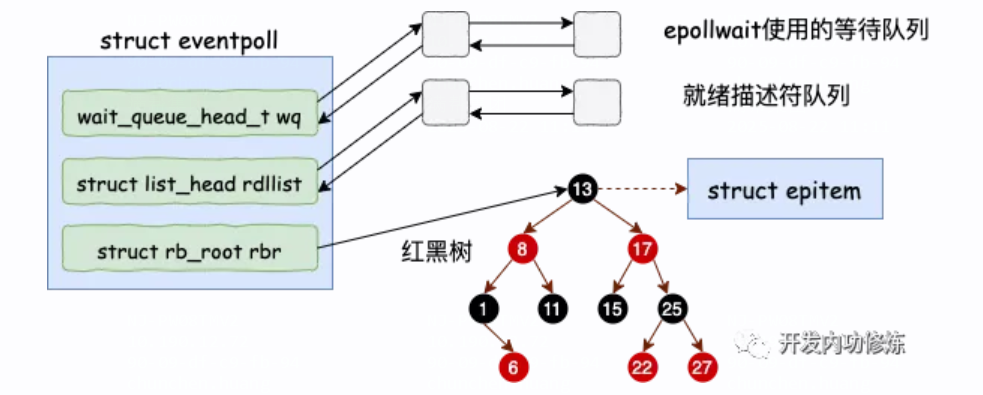 struct eventpoll
epollwait使用的等待队列
wait_queue_head_t wq
就绪描述符队列
struct list_head rdllist
struct epitem
struct rb_root rbr
红黑树
13
8
17
1
11
15
25
6
22
27
开发内功修炼